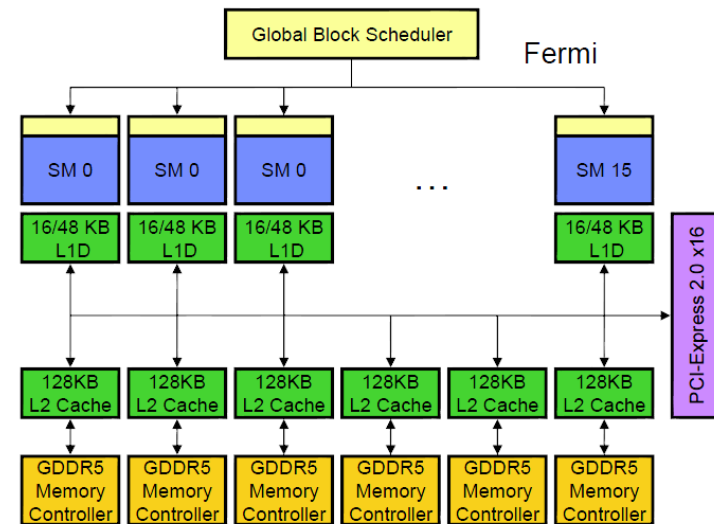 Global Block Scheduler
Fermi
SM 0
SM 0
SM 0
...
SM 15
16/48 KB
L1D
16/48 KB
L1D
16/48 KB
L1D
16/48 KB
L1D
PCI-Express 2.0 x16
128KB
L2 Cache
128KB
L2 Cache
128KB
L2 Cache
128KB
L2 Cache
128KB
L2 Cache
128KB
L2 Cache
GDDR5
Memory
Controller
GDDR5
Memory
Controller
GDDR5
Memory
Controller
GDDR5
Memory
Controller
GDDR5
Memory
Controller
GDDR5
Memory
Controller